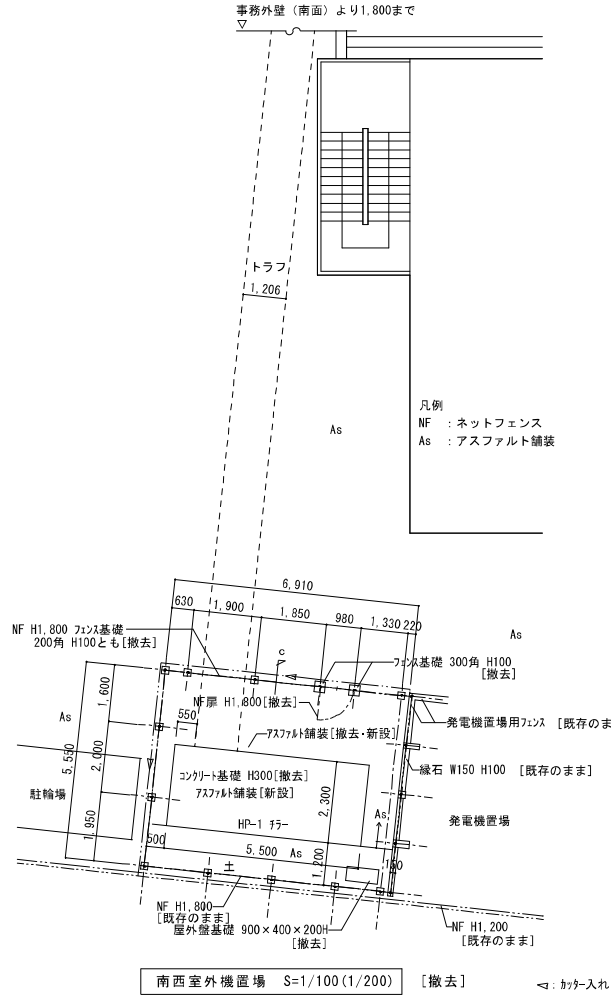 事務外壁（南面）より1,800まで
トラフ
1,206
凡例
NF ：ネットフェンス
As ：アスファルト舗装
As
6,910
630
1,900
1,850
980
1,330
220
NF H1,800 フェンス基礎
200角 H100とも[撤去]
c
As
フェンス基礎 300角 H100
[撤去]
NF扉 H1,800[撤去]
1,600
As
550
アスファルト舗装[撤去・新設]
発電機置場用フェンス [既存のま
5,550
2,000
コンクリート基礎 H300[撤去]
アスファルト舗装[新設]
縁石 W150 H100 [既存のまま]
2,300
駐輪場
As
発電機置場
HP-1 チラー
1,950
500
5,500
As
1,200
150
土
NF H1,800
[既存のまま]
屋外盤基礎 900×400×200H
[撤去]
NF H1,200
[既存のまま]
南西室外機置場 S=1/100(1/200) [撤去]
：カッター入れ